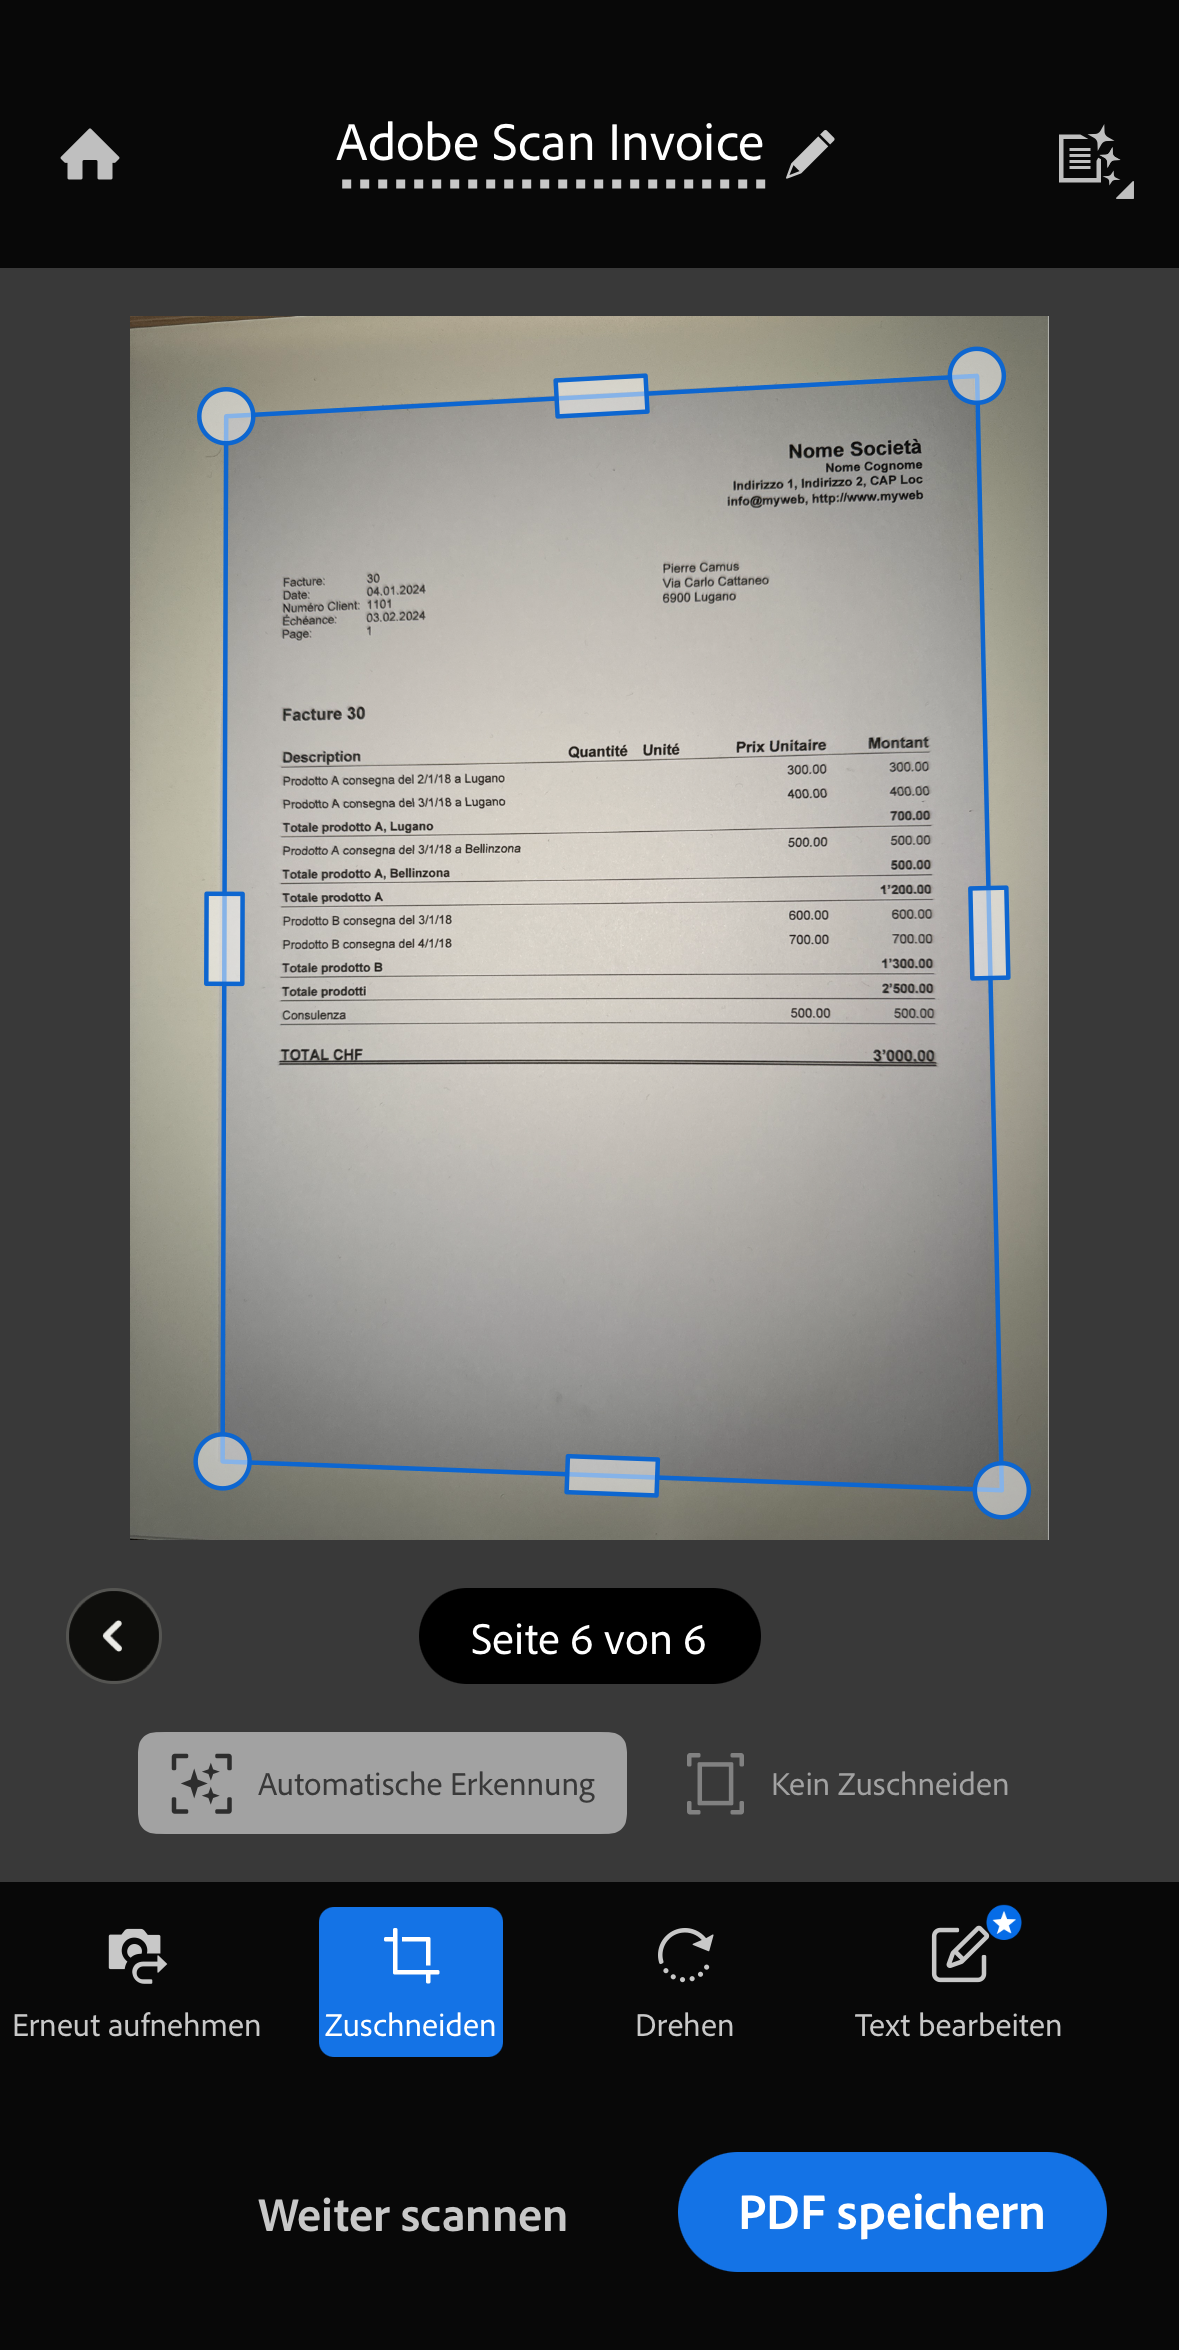 Adobe Scan Invoice
Nome Società
Nome Cognome
Indirizzo 1, Indirizzo 2, CAP Loc
info@myweb, http://www.myweb
Pierre Camus
Via Carlo Cattaneo
6900 Lugano
Facture: 30
Date: 04.01.2024
Numéro Client: 1101
Échéance: 03.02.2024
Page: 1
Facture 30
Description Quantité Unité Prix Unitaire Montant
Prodotto A consegna del 2/1/18 a Lugano 300.00 300.00
Prodotto A consegna del 3/1/18 a Lugano 400.00 400.00
Totale prodotto A, Lugano 700.00
Prodotto A consegna del 3/1/18 a Bellinzona 500.00 500.00
Totale prodotto A, Bellinzona 500.00
Totale prodotto A 1'200.00
Prodotto B consegna del 3/1/18 600.00 600.00
Prodotto B consegna del 4/1/18 700.00 700.00
Totale prodotto B 1'300.00
Totale prodotti 2'500.00
Consulenza 500.00 500.00
TOTAL CHF 3'000.00
Seite 6 von 6
Automatische Erkennung Kein Zuschneiden
Erneut aufnehmen Zuschneiden Drehen Text bearbeiten
Weiter scannen PDF speichern